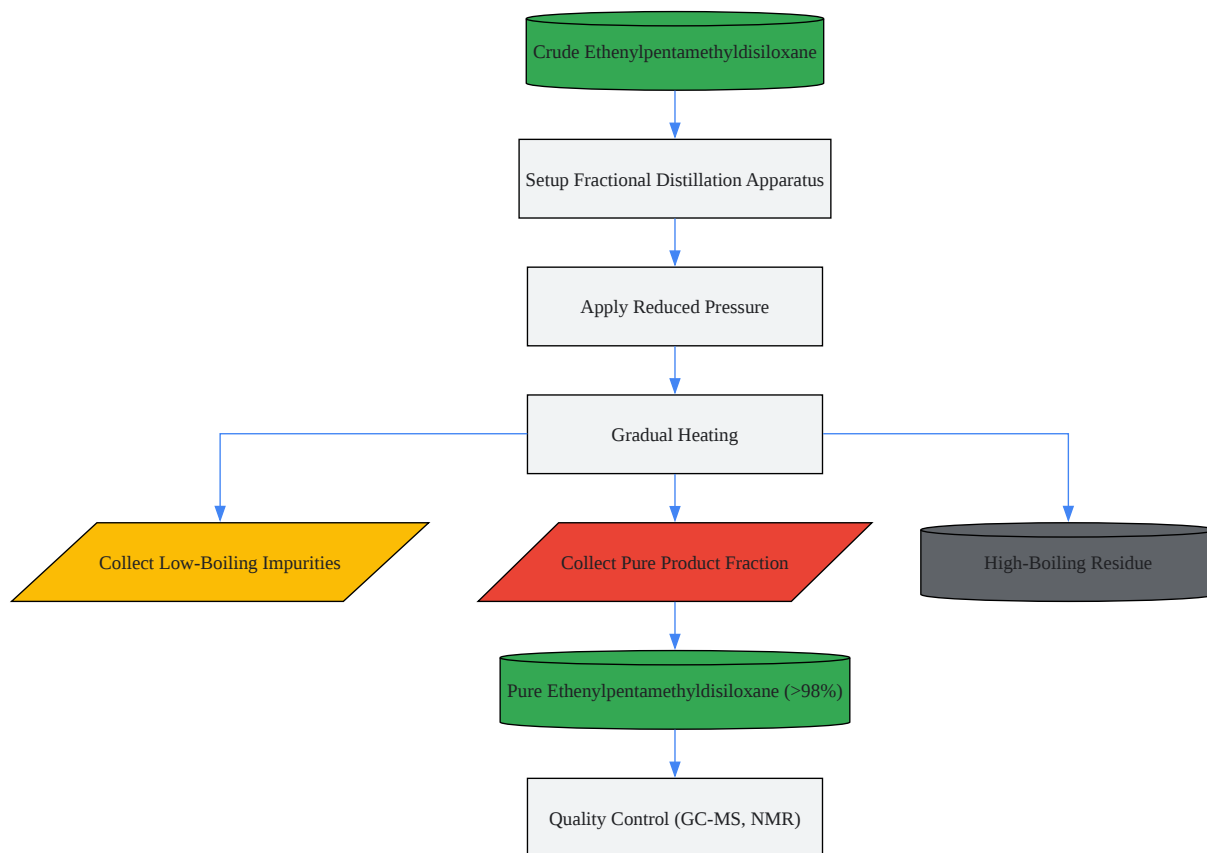 Crude Ethenylpentamethyldisiloxane
Setup Fractional Distillation Apparatus
Apply Reduced Pressure
Gradual Heating
Collect Low-Boiling Impurities
Collect Pure Product Fraction
High-Boiling Residue
Pure Ethenylpentamethyldisiloxane (>98%)
Quality Control (GC-MS, NMR)